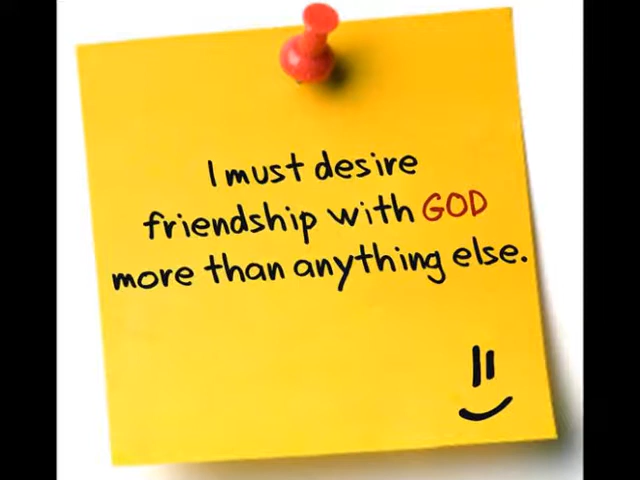 I must desire
friendship with GOD
more than anything else.